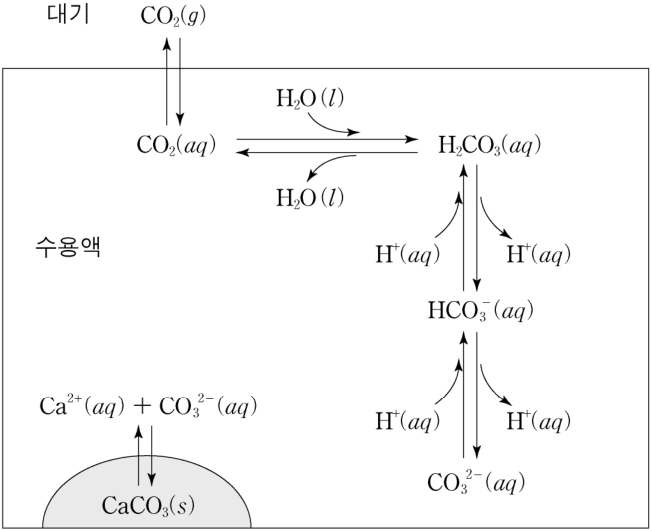 대기 CO₂(g)
H₂O(l)
CO₂(aq) H₂CO₃(aq)
H₂O(l)
수용액
H⁺(aq) H⁺(aq)
HCO₃⁻(aq)
Ca²⁺(aq) + CO₃²⁻(aq)
H⁺(aq) H⁺(aq)
CO₃²⁻(aq)
CaCO₃(s)